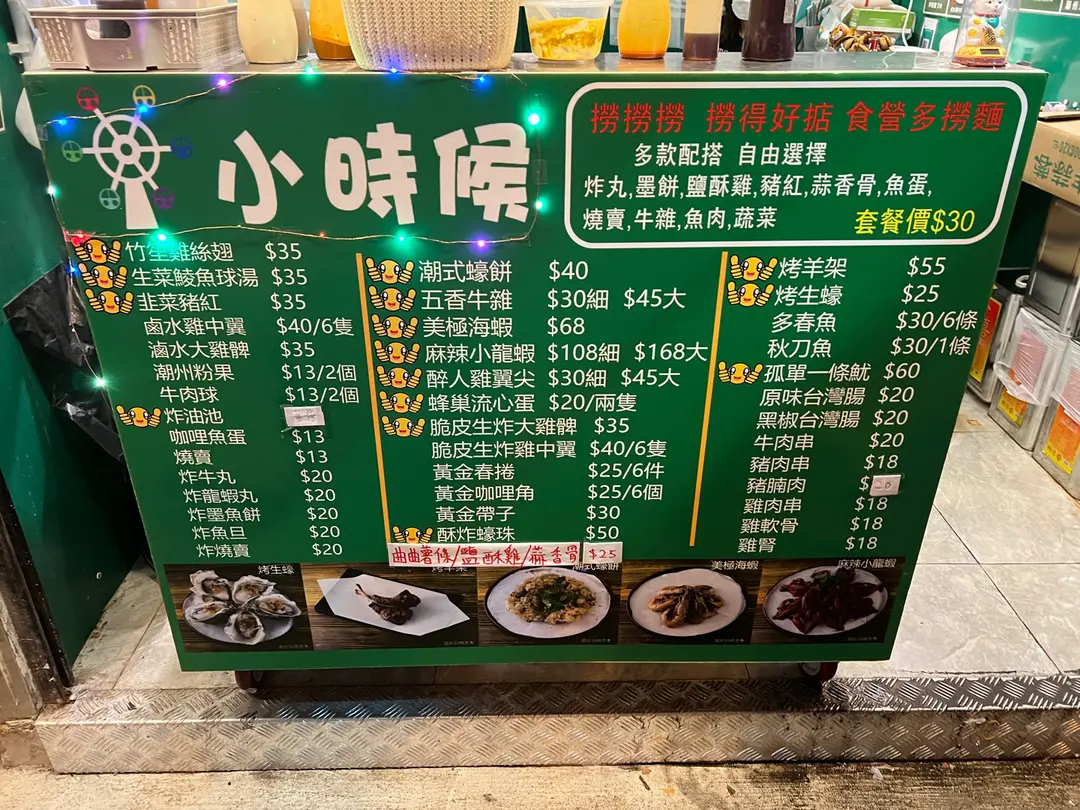 小時候
撈撈撈 撈得好掂 食營多撈麵
多款配搭 自由選擇
炸丸,墨餅,鹽酥雞,豬紅,蒜香骨,魚蛋,
燒賣,牛雜,魚肉,蔬菜
套餐價$30
竹笙雞絲翅 $35
生菜鯪魚球湯 $35
韭菜豬紅 $35
鹵水雞中翼 $40/6隻
滷水大雞髀 $35
潮州粉果 $13/2個
牛肉球 $13/2個
炸油池
咖哩魚蛋 $13
燒賣 $13
炸牛丸 $20
炸龍蝦丸 $20
炸墨魚餅 $20
炸魚旦 $20
炸燒賣 $20
潮式蠔餅 $40
五香牛雜 $30細 $45大
美極海蝦 $68
麻辣小龍蝦 $108細 $168大
醉人雞翼尖 $30細 $45大
蜂巢流心蛋 $20/兩隻
脆皮生炸大雞髀 $35
脆皮生炸雞中翼 $40/6隻
黃金春捲 $25/6件
黃金咖哩角 $25/6個
黃金帶子 $30
酥炸蠔珠 $50
曲曲薯條/鹽酥雞/蒜香骨 $25
烤羊架 $55
烤生蠔 $25
多春魚 $30/6條
秋刀魚 $30/1條
孤單一條魷 $60
原味台灣腸 $20
黑椒台灣腸 $20
牛肉串 $20
豬肉串 $18
豬腩肉 $20
雞肉串 $18
雞軟骨 $18
雞腎 $18
烤生蠔
烤羊架
潮式蠔餅
美極海蝦
麻辣小龍蝦